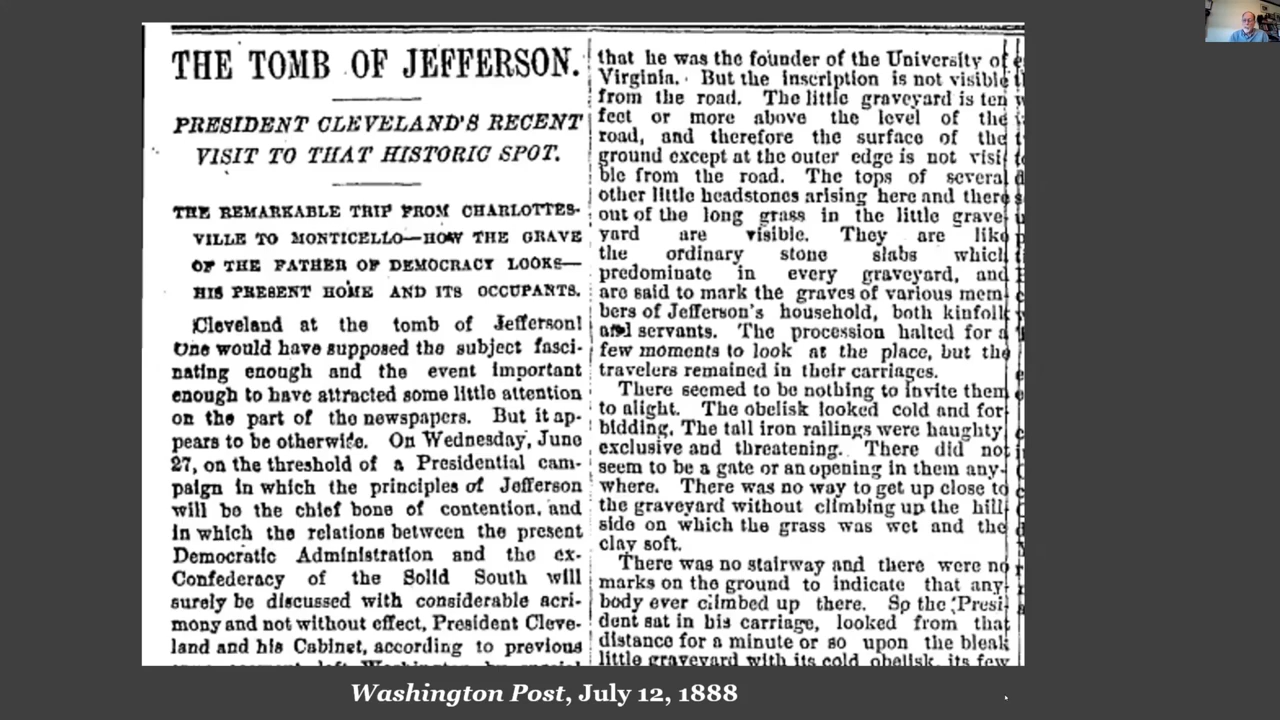 THE TOMB OF JEFFERSON.
PRESIDENT CLEVELAND'S RECENT
VISIT TO THAT HISTORIC SPOT.
THE REMARKABLE TRIP FROM CHARLOTTES-
VILLE TO MONTICELLO—HOW THE GRAVE
OF THE FATHER OF DEMOCRACY LOOKS—
HIS PRESENT HOME AND ITS OCCUPANTS.
Cleveland at the tomb of Jefferson!
One would have supposed the subject fasci-
nating enough and the event important
enough to have attracted some little attention
on the part of the newspapers. But it ap-
pears to be otherwise. On Wednesday, June
27, on the threshold of a Presidential cam-
paign in which the principles of Jefferson
will be the chief bone of contention, and
in which the relations between the present
Democratic Administration and the ex-
Confederacy of the Solid South will
surely be discussed with considerable acri-
mony and not without effect, President Cleve-
land and his Cabinet, according to previous
that he was the founder of the University of
Virginia. But the inscription is not visible
from the road. The little graveyard is ten
feet or more above the level of the
road, and therefore the surface of the
ground except at the outer edge is not visi
ble from the road. The tops of several
other little headstones arising here and there
out of the long grass in the little grave
yard are visible. They are like
the ordinary stone slabs which
predominate in every graveyard, and
are said to mark the graves of various mem-
bers of Jefferson's household, both kinfolk
and servants. The procession halted for a
few moments to look at the place, but the
travelers remained in their carriages.
There seemed to be nothing to invite them
to alight. The obelisk looked cold and for-
bidding. The tall iron railings were haughty
exclusive and threatening. There did not
seem to be a gate or an opening in them any-
where. There was no way to get up close to
the graveyard without climbing up the hill
side on which the grass was wet and the
clay soft.
There was no stairway and there were no
marks on the ground to indicate that any-
body ever climbed up there. So the Presi-
dent sat in his carriage, looked from that
distance for a minute or so upon the bleak
little graveyard with its cold obelisk, its few
Washington Post, July 12, 1888